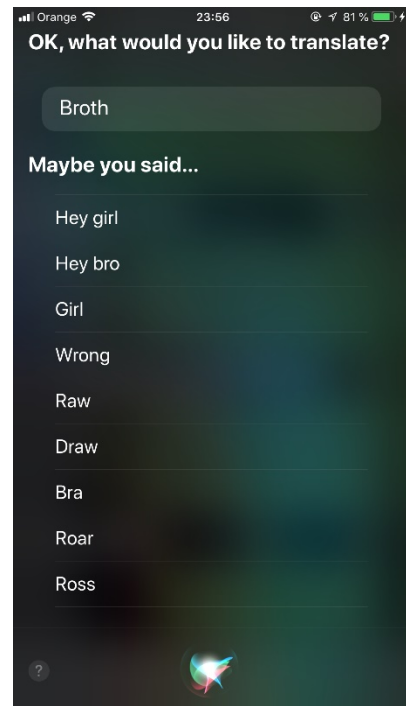 Orange 23:56 81 %
OK, what would you like to translate?
Broth
Maybe you said...
Hey girl
Hey bro
Girl
Wrong
Raw
Draw
Bra
Roar
Ross
?